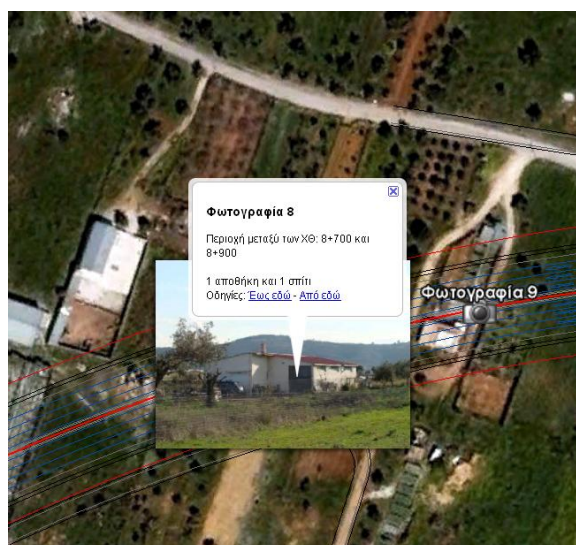 Φωτογραφία 8
Περιοχή μεταξύ των ΧΘ: 8+700 και
8+900
1 αποθήκη και 1 σπίτι
Οδηγίες: Έως εδώ - Από εδώ
Φωτογραφία 9